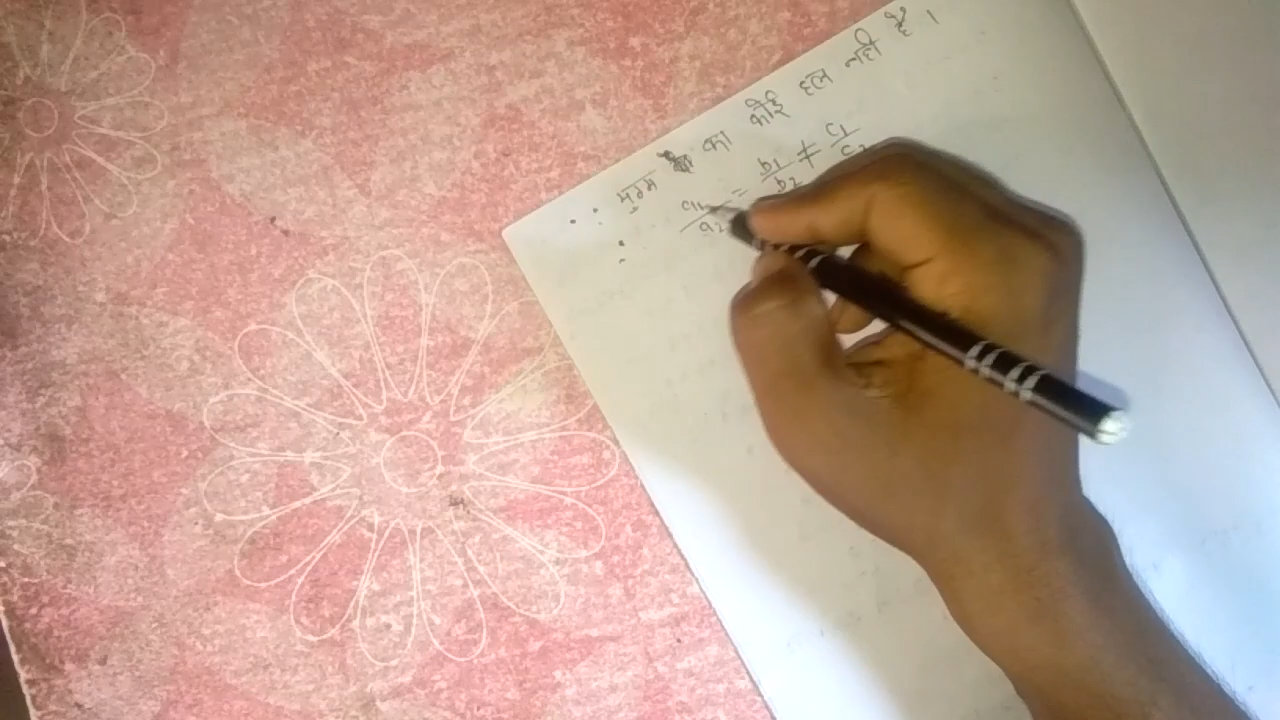 ∵ युग्म का कोई हल नहीं है ।
∴ a₁/a₂ = b₁/b₂ ≠ c₁/c₂